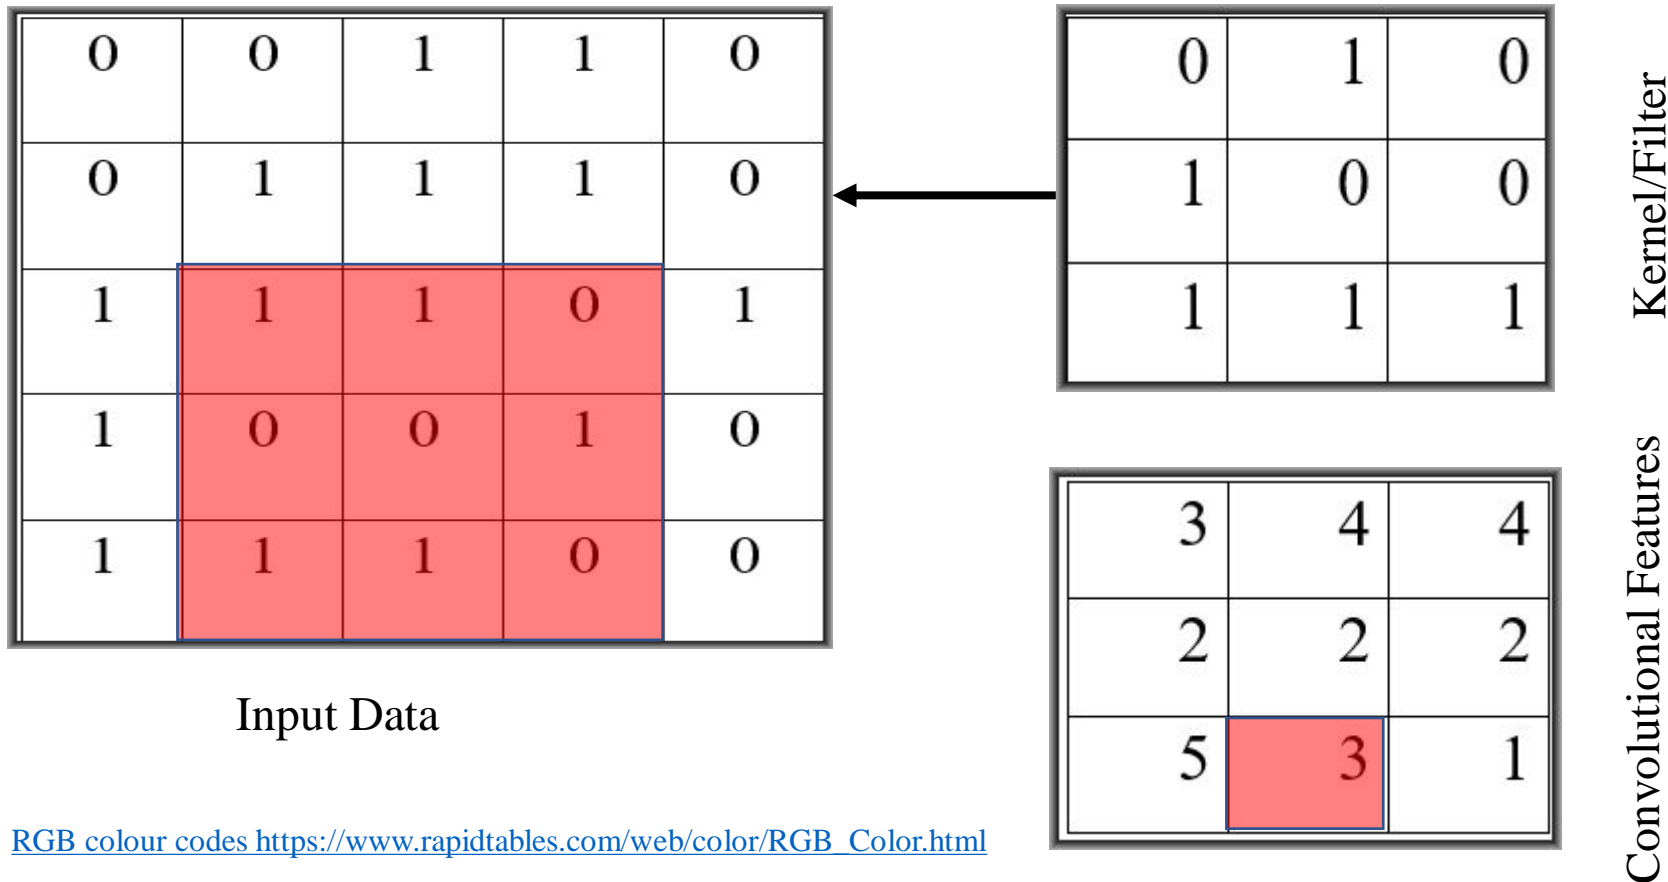 0 0 1 1 0
0 1 1 1 0
1 1 1 0 1
1 0 0 1 0
1 1 1 0 0
Input Data
0 1 0
1 0 0
1 1 1
Kernel/Filter
3 4 4
2 2 2
5 3 1
Convolutional Features
RGB colour codes https://www.rapidtables.com/web/color/RGB_Color.html